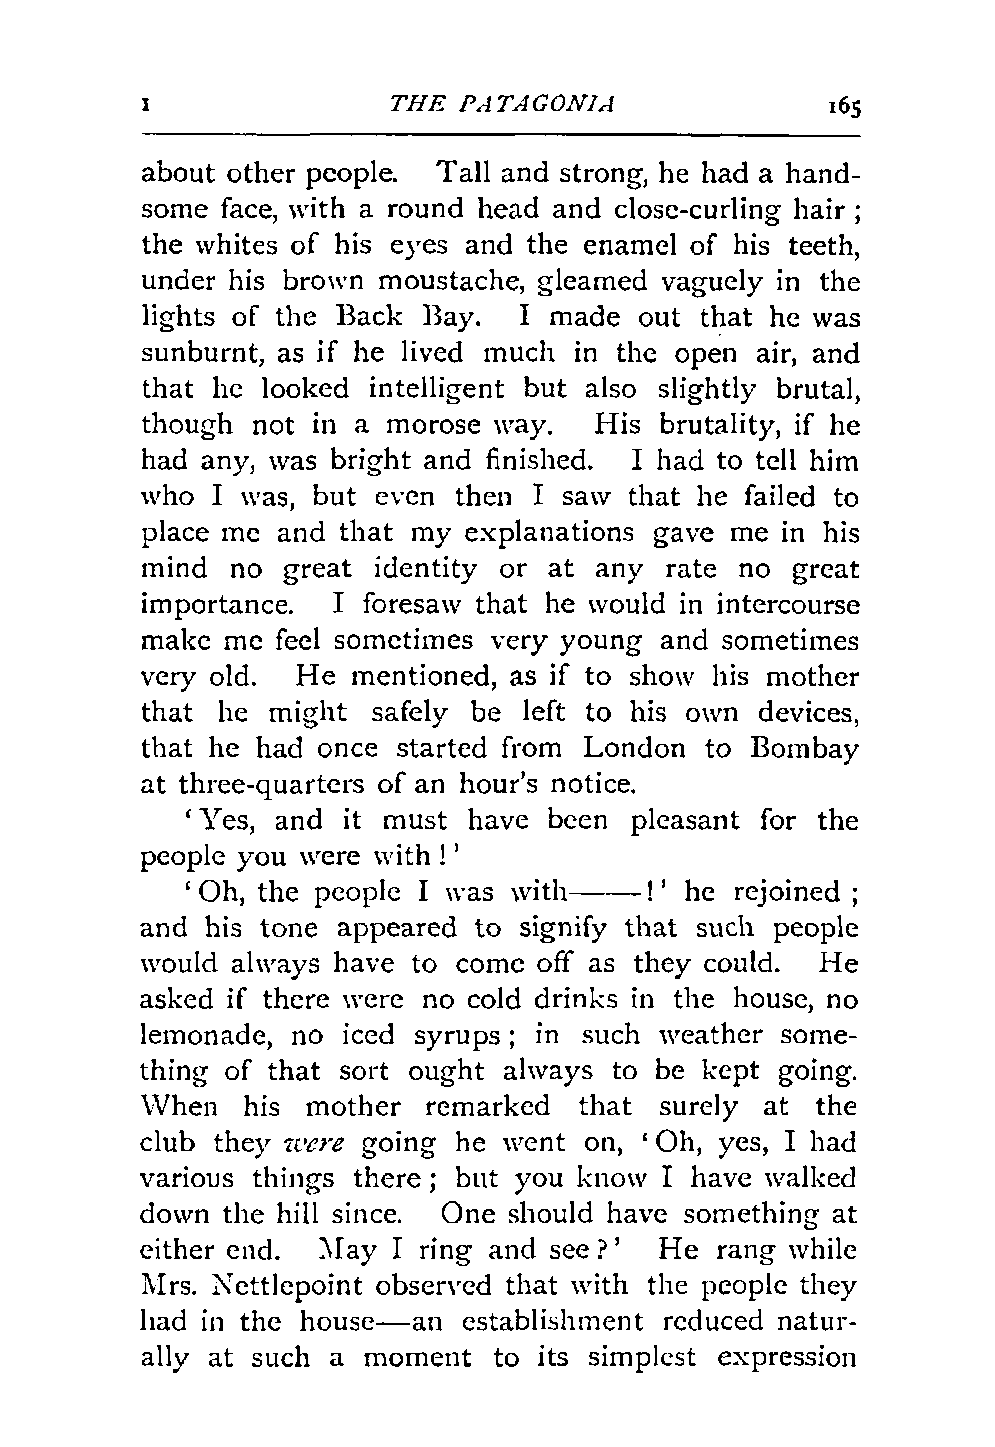 I THE PATAGONIA 165
about other people. Tall and strong, he had a hand-
some face, with a round head and close-curling hair ;
the whites of his eyes and the enamel of his teeth,
under his brown moustache, gleamed vaguely in the
lights of the Back Bay. I made out that he was
sunburnt, as if he lived much in the open air, and
that he looked intelligent but also slightly brutal,
though not in a morose way. His brutality, if he
had any, was bright and finished. I had to tell him
who I was, but even then I saw that he failed to
place me and that my explanations gave me in his
mind no great identity or at any rate no great
importance. I foresaw that he would in intercourse
make me feel sometimes very young and sometimes
very old. He mentioned, as if to show his mother
that he might safely be left to his own devices,
that he had once started from London to Bombay
at three-quarters of an hour's notice.
‘Yes, and it must have been pleasant for the
people you were with !’
‘Oh, the people I was with——!’ he rejoined ;
and his tone appeared to signify that such people
would always have to come off as they could. He
asked if there were no cold drinks in the house, no
lemonade, no iced syrups ; in such weather some-
thing of that sort ought always to be kept going.
When his mother remarked that surely at the
club they were going he went on, ‘Oh, yes, I had
various things there ; but you know I have walked
down the hill since. One should have something at
either end. May I ring and see ?’ He rang while
Mrs. Nettlepoint observed that with the people they
had in the house—an establishment reduced natur-
ally at such a moment to its simplest expression